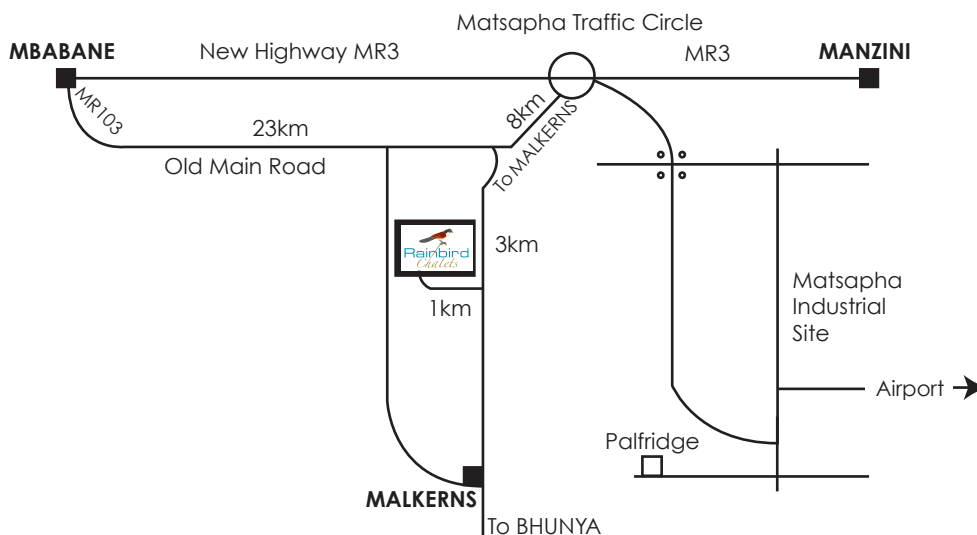 Matsapha Traffic Circle
MBABANE
New Highway MR3
MR3
MANZINI
MR103
23km
8km
To MALKERNS
Old Main Road
Rainbird
Chalets
3km
1km
Matsapha
Industrial
Site
Airport
Palfridge
MALKERNS
To BHUNYA